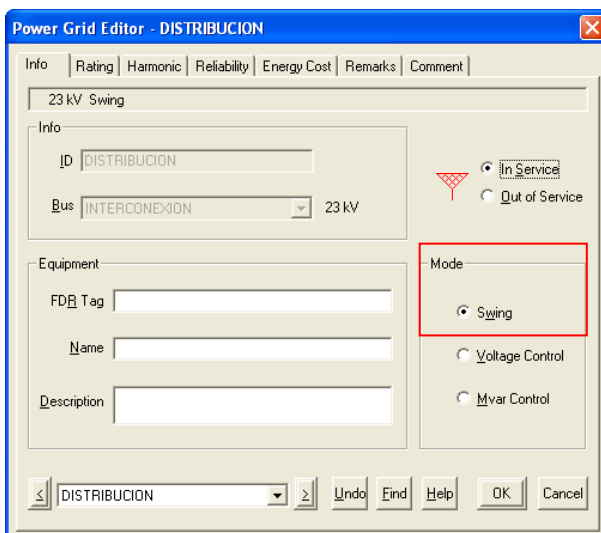 Power Grid Editor - DISTRIBUCION
Info Rating Harmonic Reliability Energy Cost Remarks Comment
23 kV Swing
Info
ID DISTRIBUCION
Bus INTERCONEXION 23 kV
In Service
Out of Service
Equipment
FDR Tag
Name
Description
Mode
Swing
Voltage Control
Mvar Control
< DISTRIBUCION > Undo Find Help OK Cancel